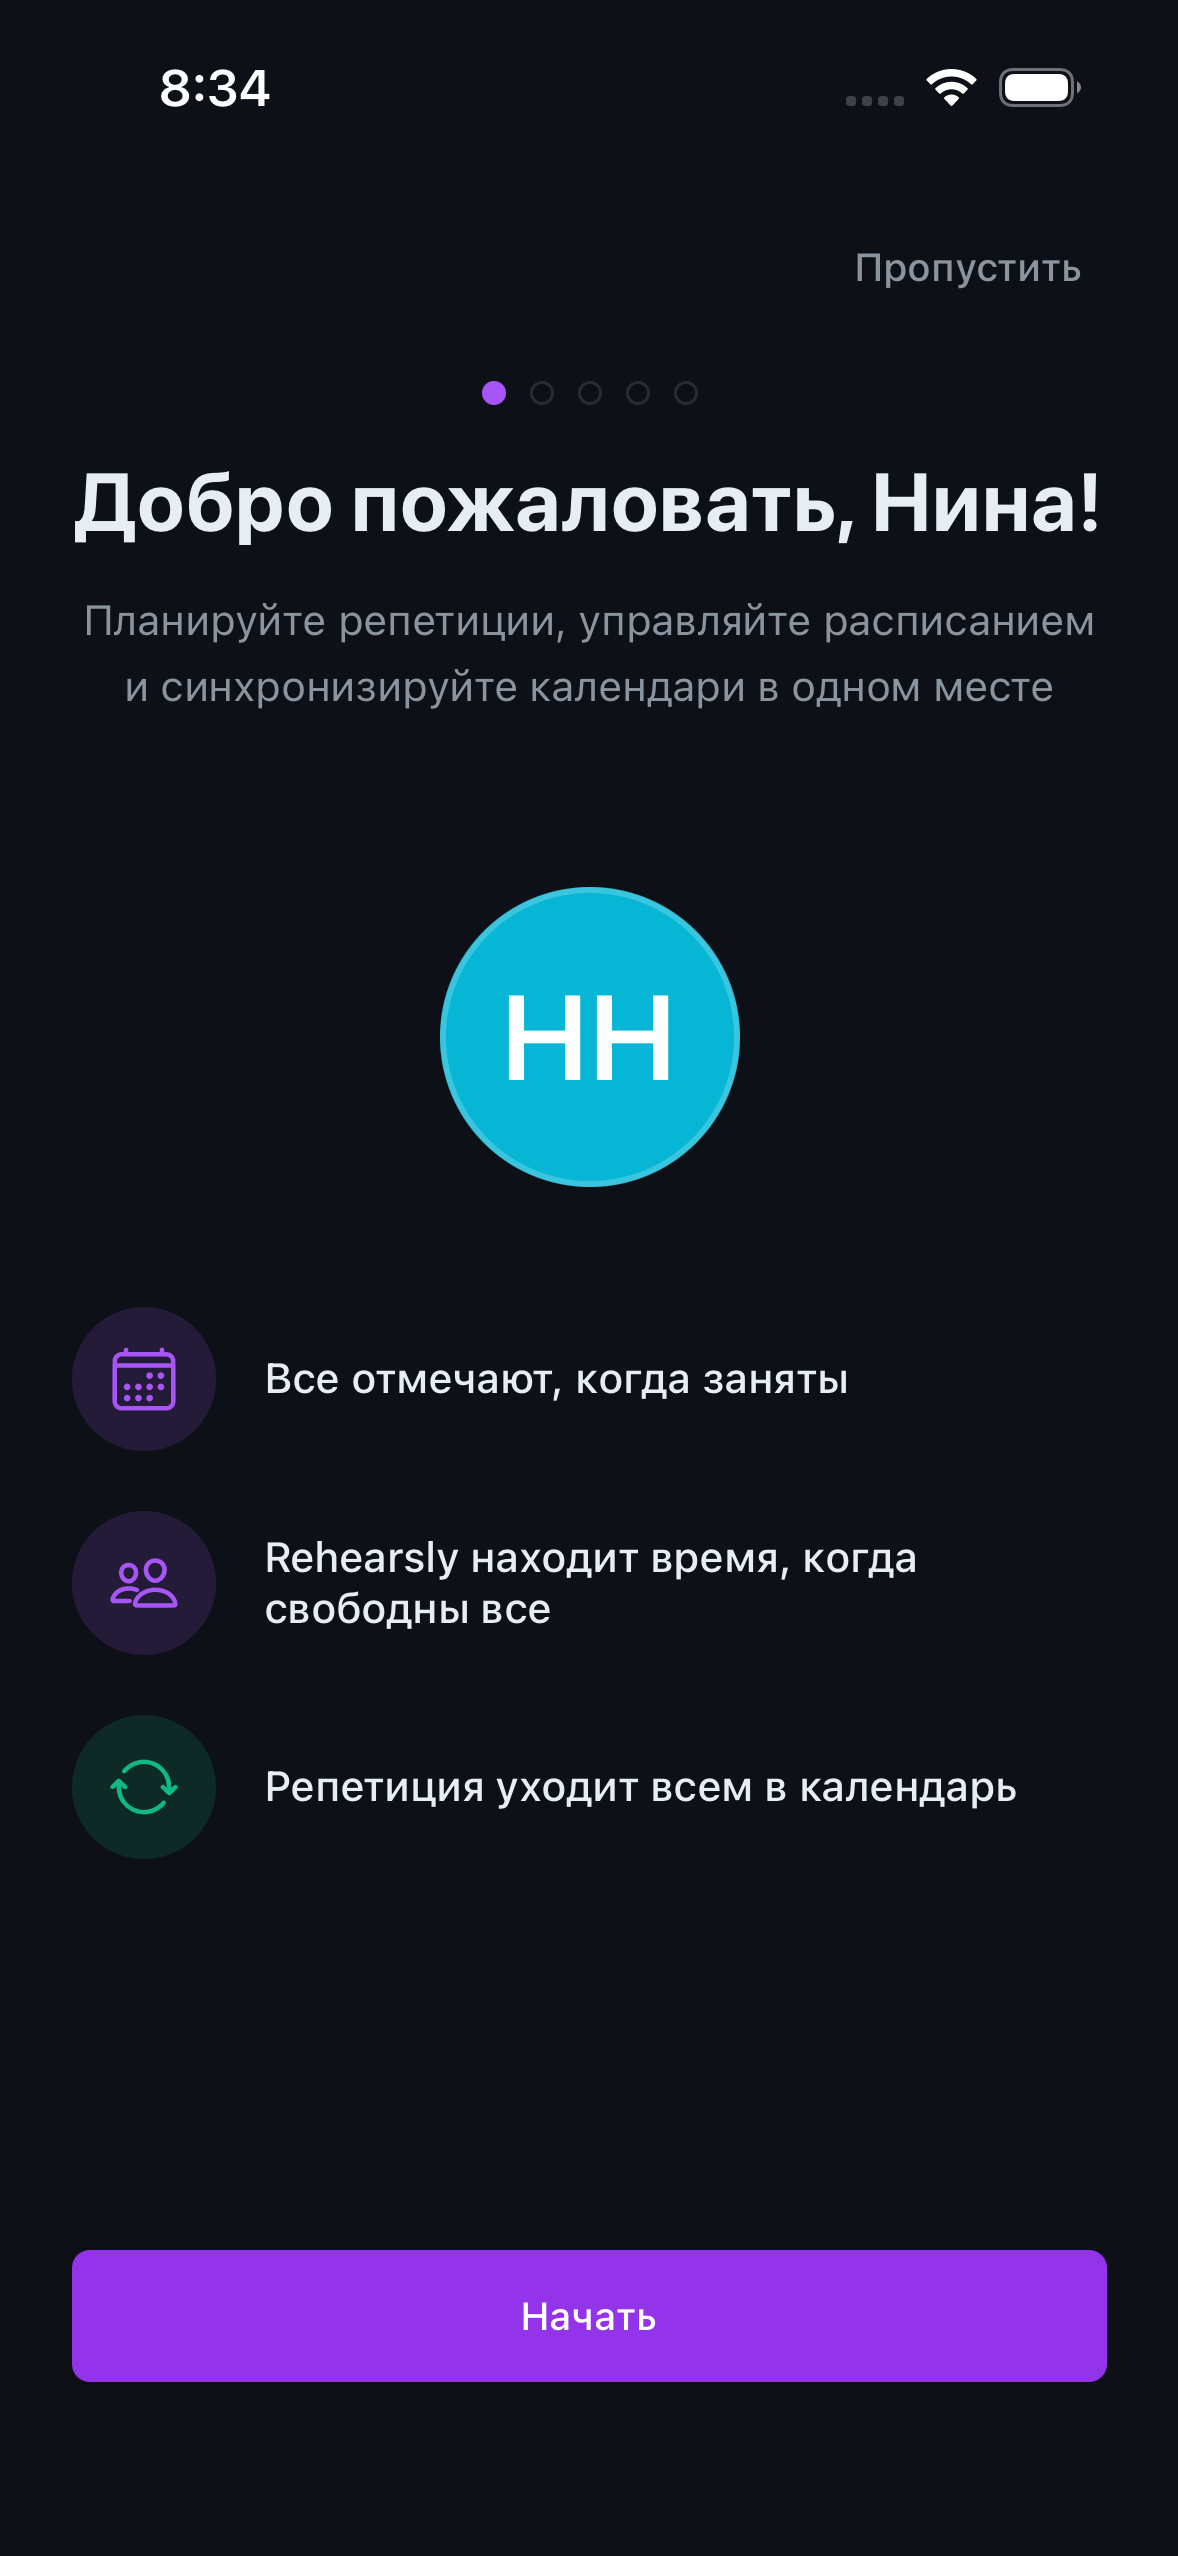 8:34
Пропустить
Добро пожаловать, Нина!
Планируйте репетиции, управляйте расписанием
и синхронизируйте календари в одном месте
НН
Все отмечают, когда заняты
Rehearsly находит время, когда
свободны все
Репетиция уходит всем в календарь
Начать